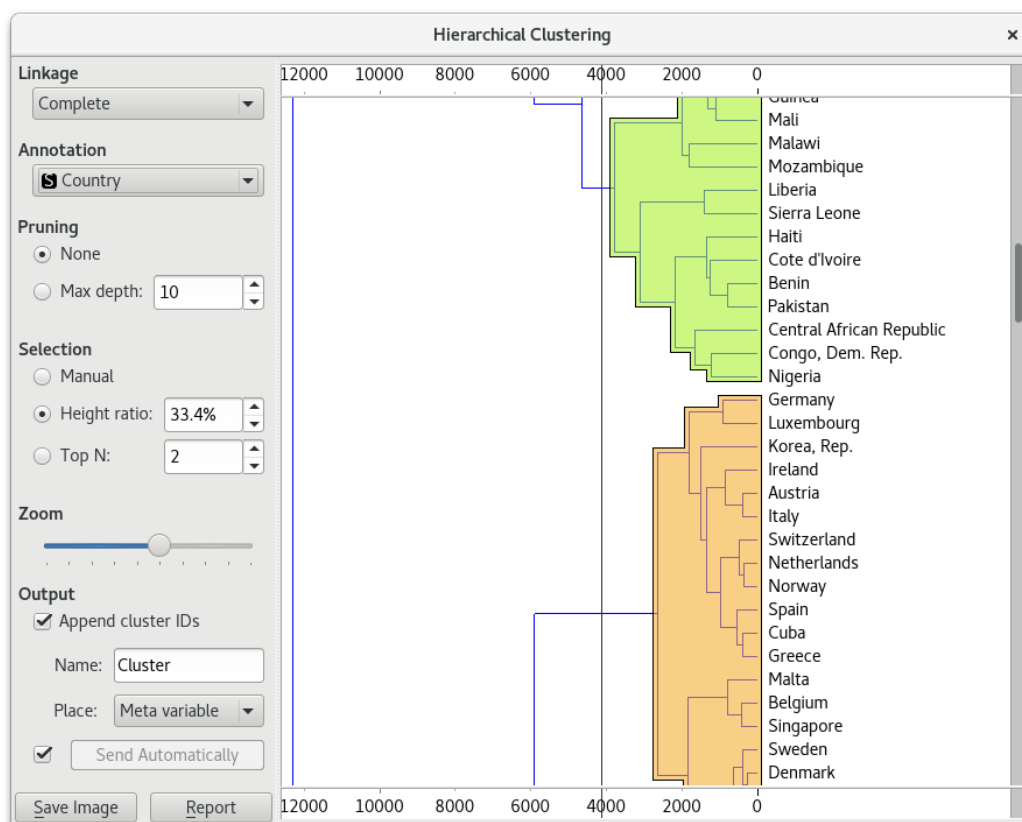 Hierarchical Clustering
Linkage
Complete
Annotation
S Country
Pruning
None
Max depth: 10
Selection
Manual
Height ratio: 33.4%
Top N: 2
Zoom
Output
Append cluster IDs
Name: Cluster
Place: Meta variable
Send Automatically
Save Image Report
12000 10000 8000 6000 4000 2000 0
Guinea
Mali
Malawi
Mozambique
Liberia
Sierra Leone
Haiti
Cote d'Ivoire
Benin
Pakistan
Central African Republic
Congo, Dem. Rep.
Nigeria
Germany
Luxembourg
Korea, Rep.
Ireland
Austria
Italy
Switzerland
Netherlands
Norway
Spain
Cuba
Greece
Malta
Belgium
Singapore
Sweden
Denmark
12000 10000 8000 6000 4000 2000 0